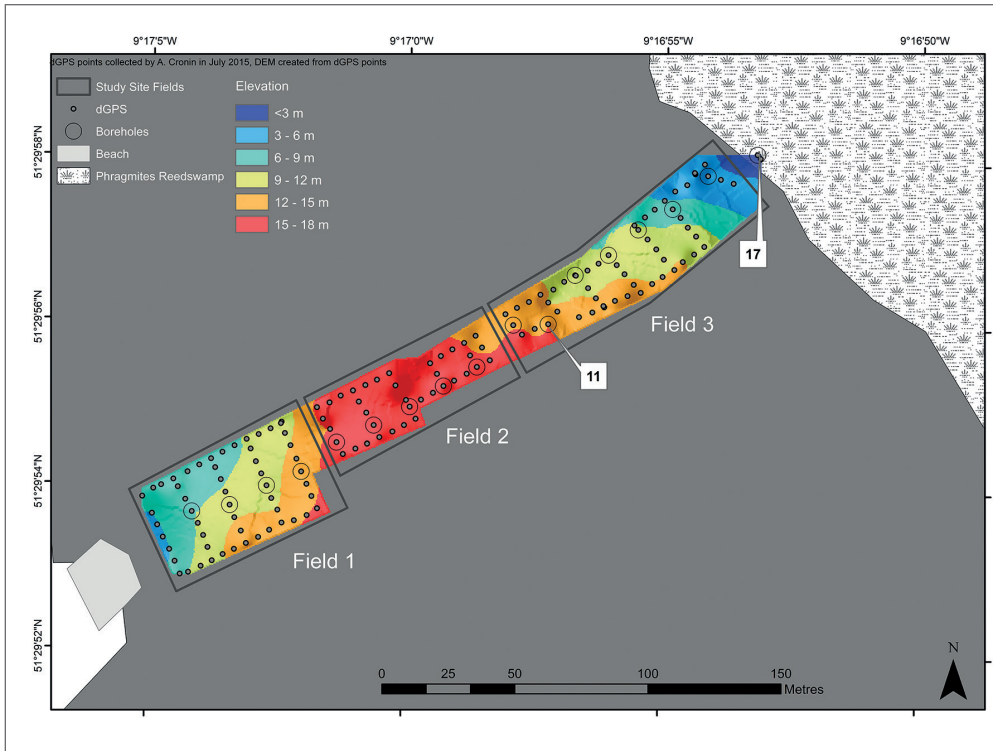 9°17'5"W 9°17'0"W 9°16'55"W 9°16'50"W
dGPS points collected by A. Cronin in July 2015, DEM created from dGPS points
Study Site Fields
dGPS
Boreholes
Beach
Phragmites Reedswamp
Elevation
<3 m
3 - 6 m
6 - 9 m
9 - 12 m
12 - 15 m
15 - 18 m
51°29'58"N
51°29'56"N
51°29'54"N
51°29'52"N
17
Field 3
11
Field 2
Field 1
N
0 25 50 100 150
Metres